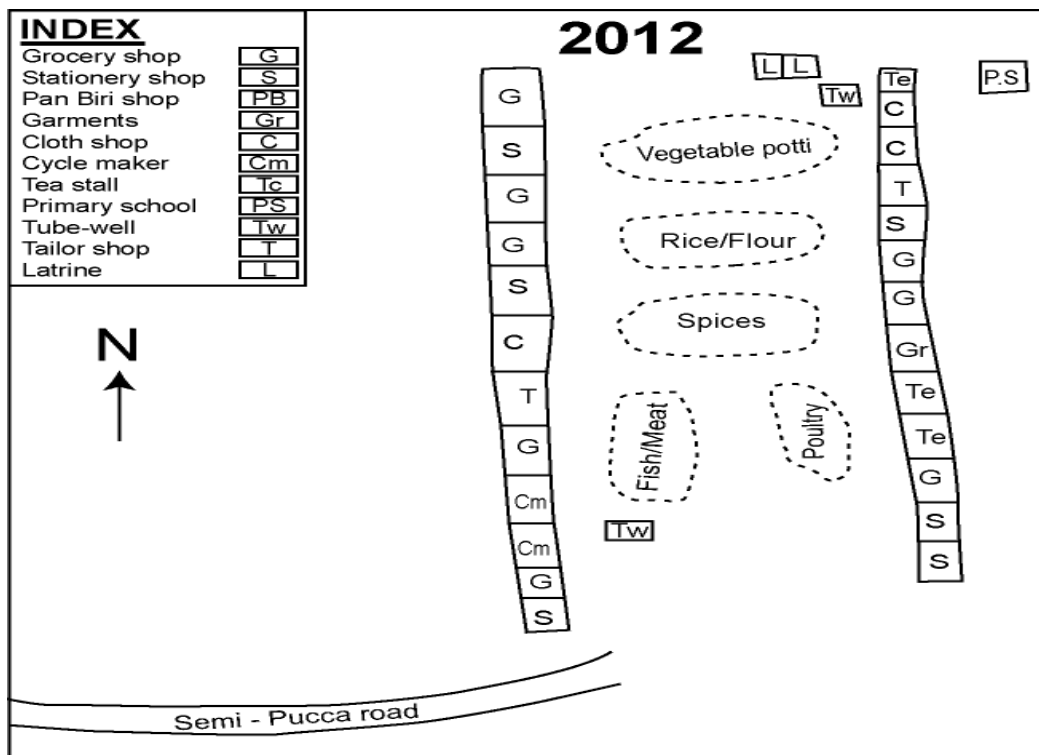 INDEX
Grocery shop G
Stationery shop S
Pan Biri shop PB
Garments Gr
Cloth shop C
Cycle maker Cm
Tea stall Tc
Primary school PS
Tube-well Tw
Tailor shop T
Latrine L
2012
N
G
S
G
G
S
C
T
G
Cm
Cm
G
S
L L
Tw
Vegetable potti
Rice/Flour
Spices
Fish/Meat
Poultry
Tw
Te
C
C
T
S
G
G
Gr
Te
Te
G
S
S
P.S
Semi - Pucca road